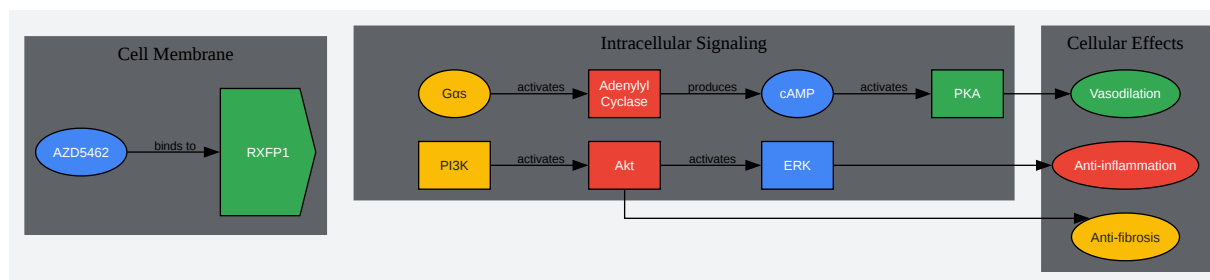 Cell Membrane
AZD5462
binds to
RXFP1
Intracellular Signaling
Gαs
activates
Adenylyl
Cyclase
produces
cAMP
activates
PKA
PI3K
activates
Akt
activates
ERK
Cellular Effects
Vasodilation
Anti-inflammation
Anti-fibrosis